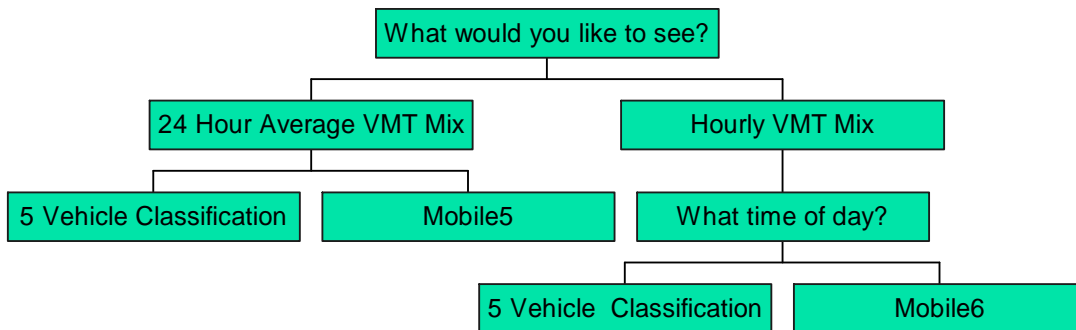 What would you like to see?
24 Hour Average VMT Mix
Hourly VMT Mix
5 Vehicle Classification
Mobile5
What time of day?
5 Vehicle  Classification
Mobile6